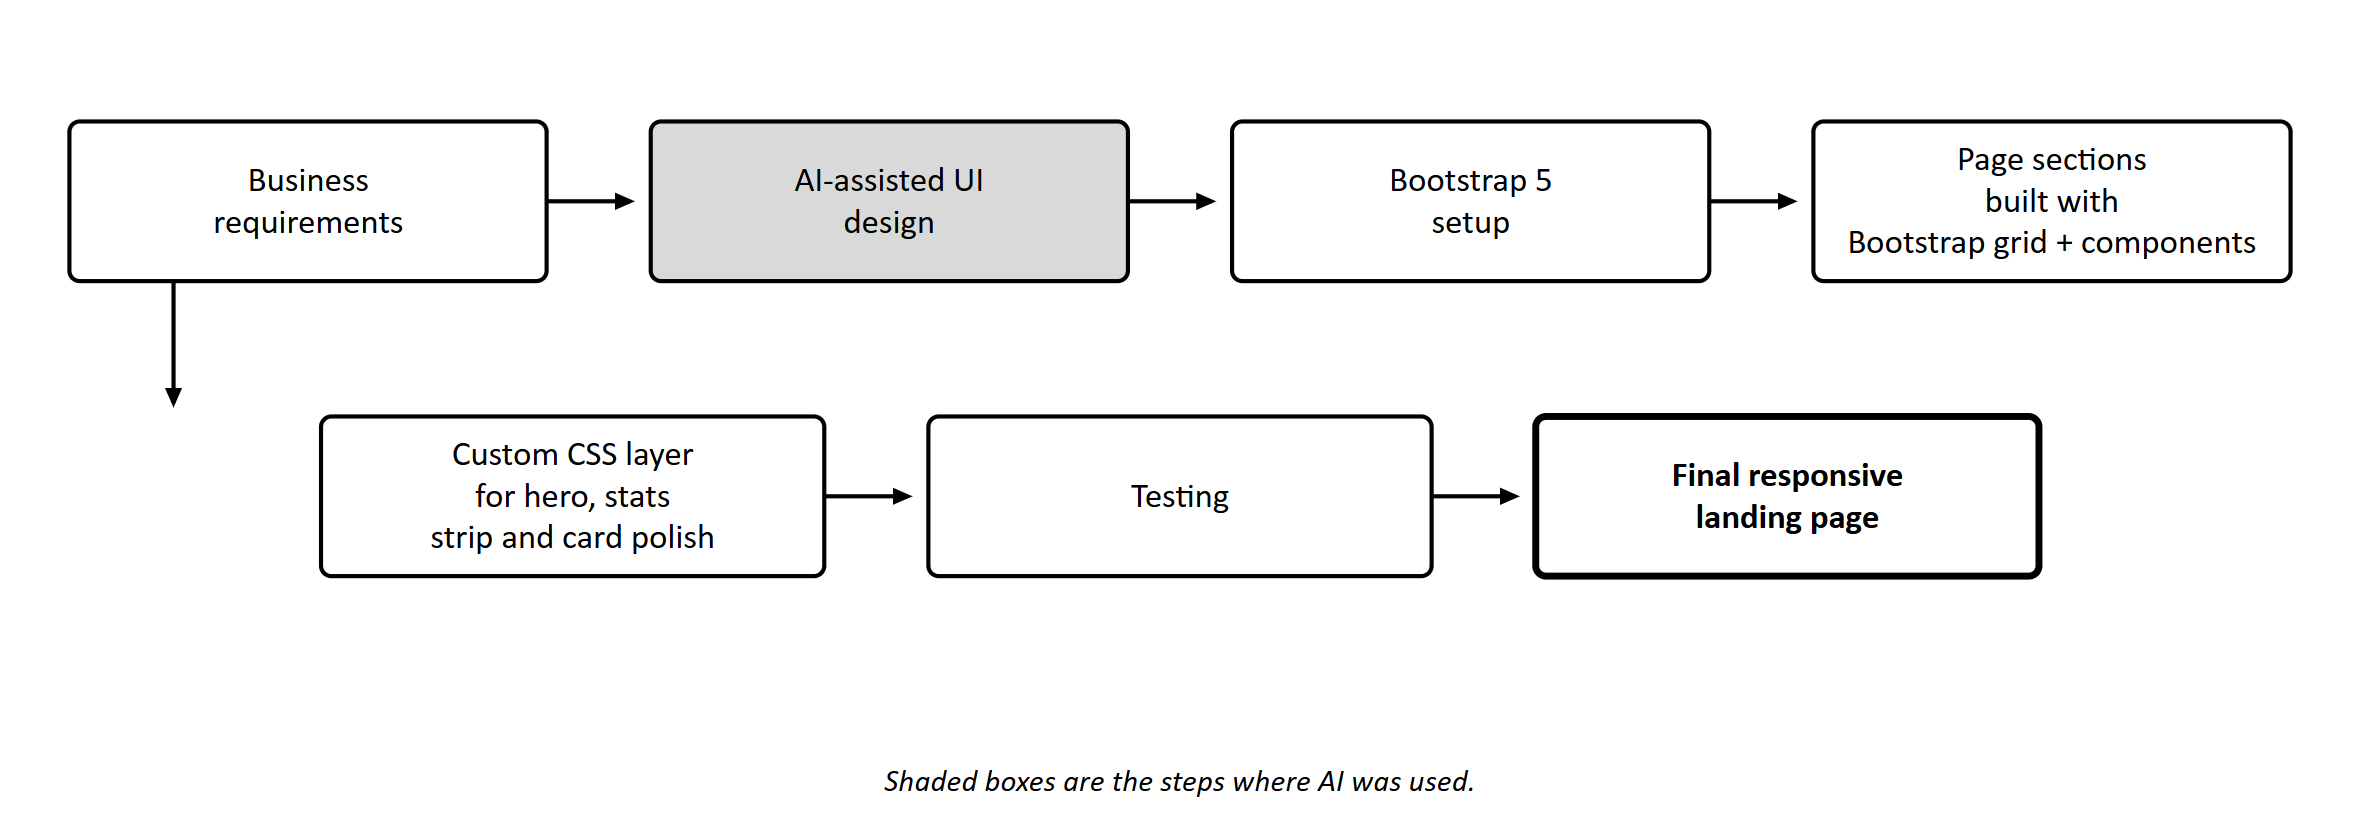 Business
requirements
AI-assisted UI
design
Bootstrap 5
setup
Page sections
built with
Bootstrap grid + components
Custom CSS layer
for hero, stats
strip and card polish
Testing
Final responsive
landing page
Shaded boxes are the steps where AI was used.